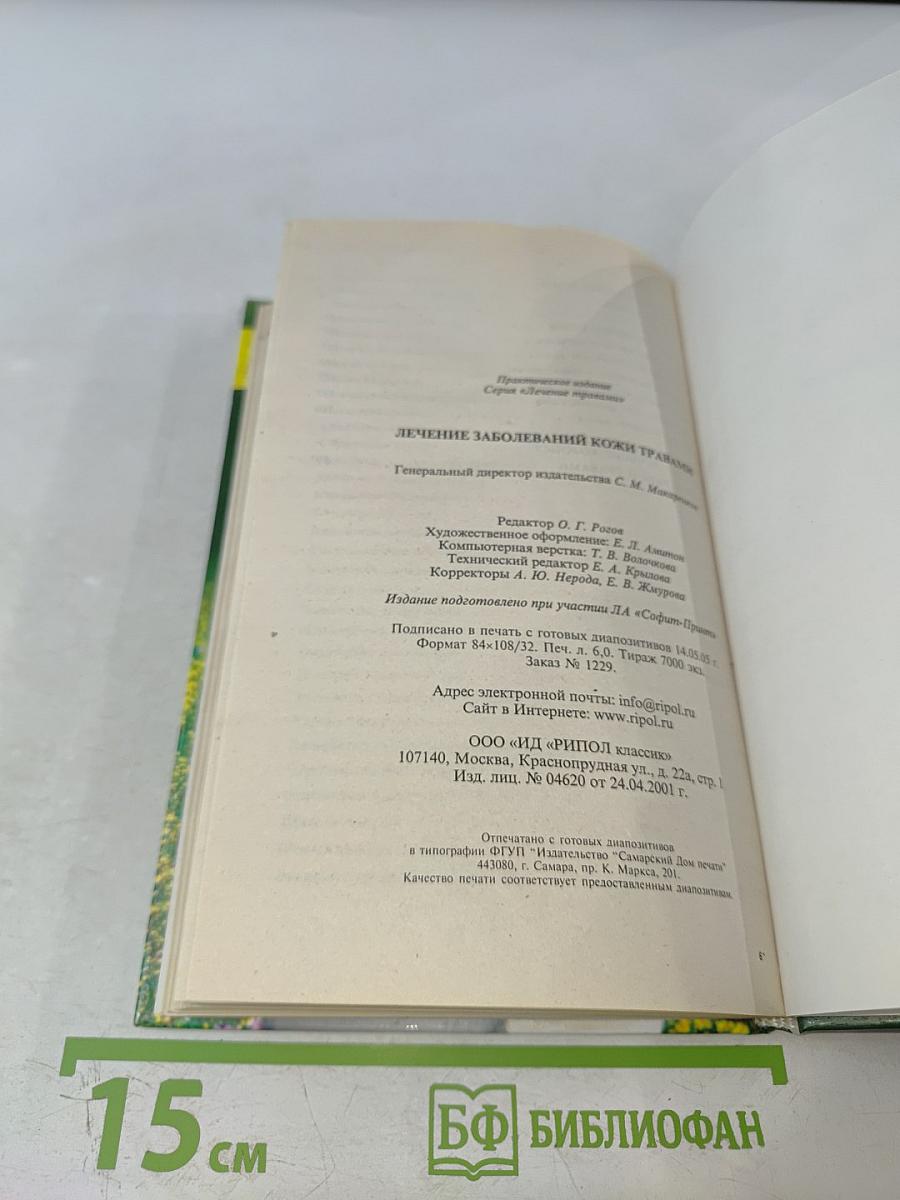 Практическое издание
Серия «Лечение травами»
ЛЕЧЕНИЕ ЗАБОЛЕВАНИЙ КОЖИ ТРАВАМИ
Генеральный директор издательства С. М. Макаренков
Редактор О. Г. Рогов
Художественное оформление: Е. Л. Амитон
Компьютерная верстка: Т. В. Волочкова
Технический редактор Е. А. Крылова
Корректоры А. Ю. Нерода, Е. В. Жмурова
Издание подготовлено при участии ЛА «Софит-Принт»
Подписано в печать с готовых диапозитивов 14.05.05 г.
Формат 84×108/32. Печ. л. 6,0. Тираж 7000 экз.
Заказ № 1229.
Адрес электронной почты: info@ripol.ru
Сайт в Интернете: www.ripol.ru
ООО «ИД «РИПОЛ классик»
107140, Москва, Краснопрудная ул., д. 22а, стр. 1
Изд. лиц. № 04620 от 24.04.2001 г.
Отпечатано с готовых диапозитивов
в типографии ФГУП "Издательство "Самарский Дом печати"
443080, г. Самара, пр. К. Маркса, 201.
Качество печати соответствует предоставленным диапозитивам.
15 см
БФ БИБЛИОФАН